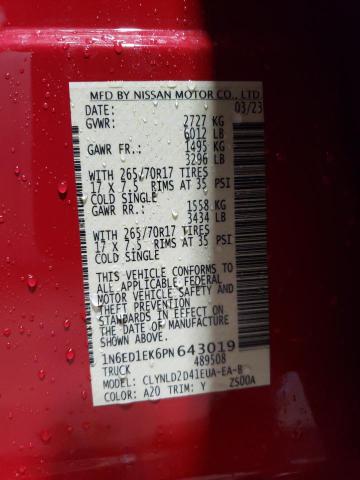 MFD BY NISSAN MOTOR CO., LTD.
DATE: 03/23
GVWR: 2727 KG
6012 LB
GAWR FR.: 1495 KG
3296 LB
WITH 265/70R17 TIRES
17 X 7.5 RIMS AT 35 PSI
COLD SINGLE
GAWR RR.: 1558 KG
3434 LB
WITH 265/70R17 TIRES
17 X 7.5 RIMS AT 35 PSI
COLD SINGLE
THIS VEHICLE CONFORMS TO
ALL APPLICABLE FEDERAL
MOTOR VEHICLE SAFETY AND
THEFT PREVENTION
STANDARDS IN EFFECT ON
THE DATE OF MANUFACTURE
SHOWN ABOVE.
1N6ED1EK6PN643019
TRUCK 489508
MODEL: CLYNLD2D41EUA-EA-B
COLOR: A20 TRIM: Y ZS00A